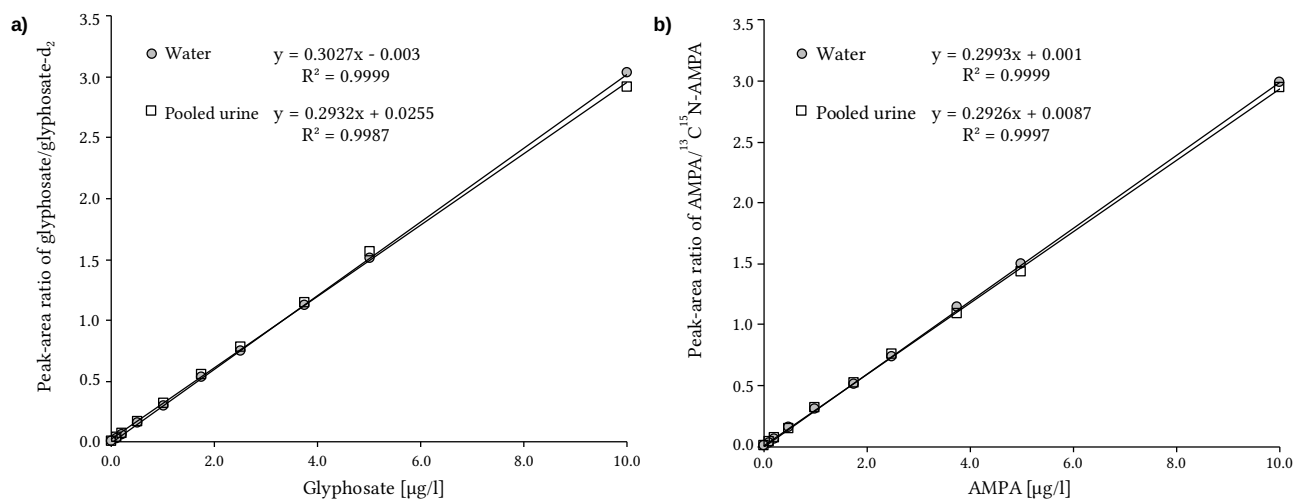 a)
Peak-area ratio of glyphosate/glyphosate-d₂
3.5
3.0
2.5
2.0
1.5
1.0
0.5
0.0
Water y = 0.3027x - 0.003
R² = 0.9999
Pooled urine y = 0.2932x + 0.0255
R² = 0.9987
0.0 2.0 4.0 6.0 8.0 10.0
Glyphosate [µg/l]
b)
Peak-area ratio of AMPA/¹³C¹⁵N-AMPA
3.5
3.0
2.5
2.0
1.5
1.0
0.5
0.0
Water y = 0.2993x + 0.001
R² = 0.9999
Pooled urine y = 0.2926x + 0.0087
R² = 0.9997
0.0 2.0 4.0 6.0 8.0 10.0
AMPA [µg/l]